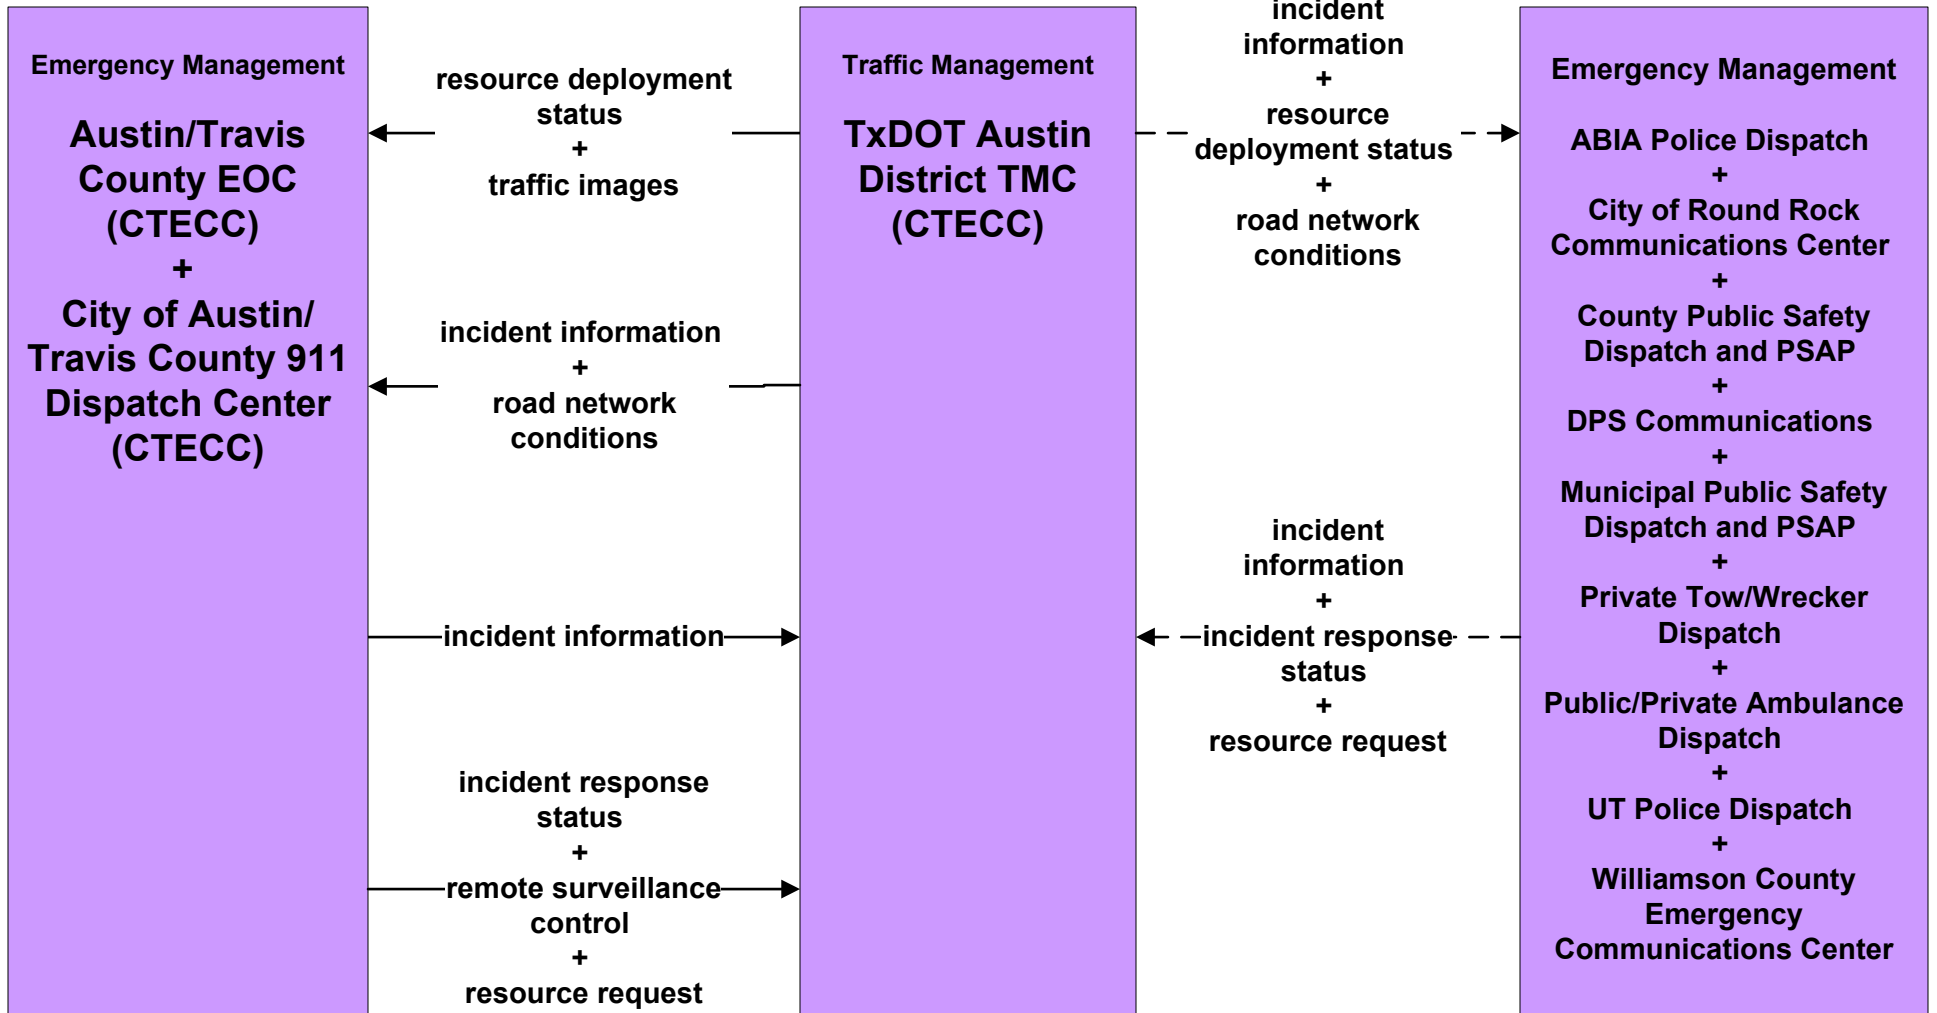 Emergency Management
Austin/Travis
County EOC
(CTECC)
+
City of Austin/
Travis County 911
Dispatch Center
(CTECC)
resource deployment
status
+
traffic images
incident information
+
road network
conditions
incident information
incident response
status
+
remote surveillance
control
+
resource request
Traffic Management
TxDOT Austin
District TMC
(CTECC)
incident
information
+
resource
deployment status
+
road network
conditions
incident
information
+
incident response
status
+
resource request
Emergency Management
ABIA Police Dispatch
+
City of Round Rock
Communications Center
+
County Public Safety
Dispatch and PSAP
+
DPS Communications
+
Municipal Public Safety
Dispatch and PSAP
+
Private Tow/Wrecker
Dispatch
+
Public/Private Ambulance
Dispatch
+
UT Police Dispatch
+
Williamson County
Emergency
Communications Center